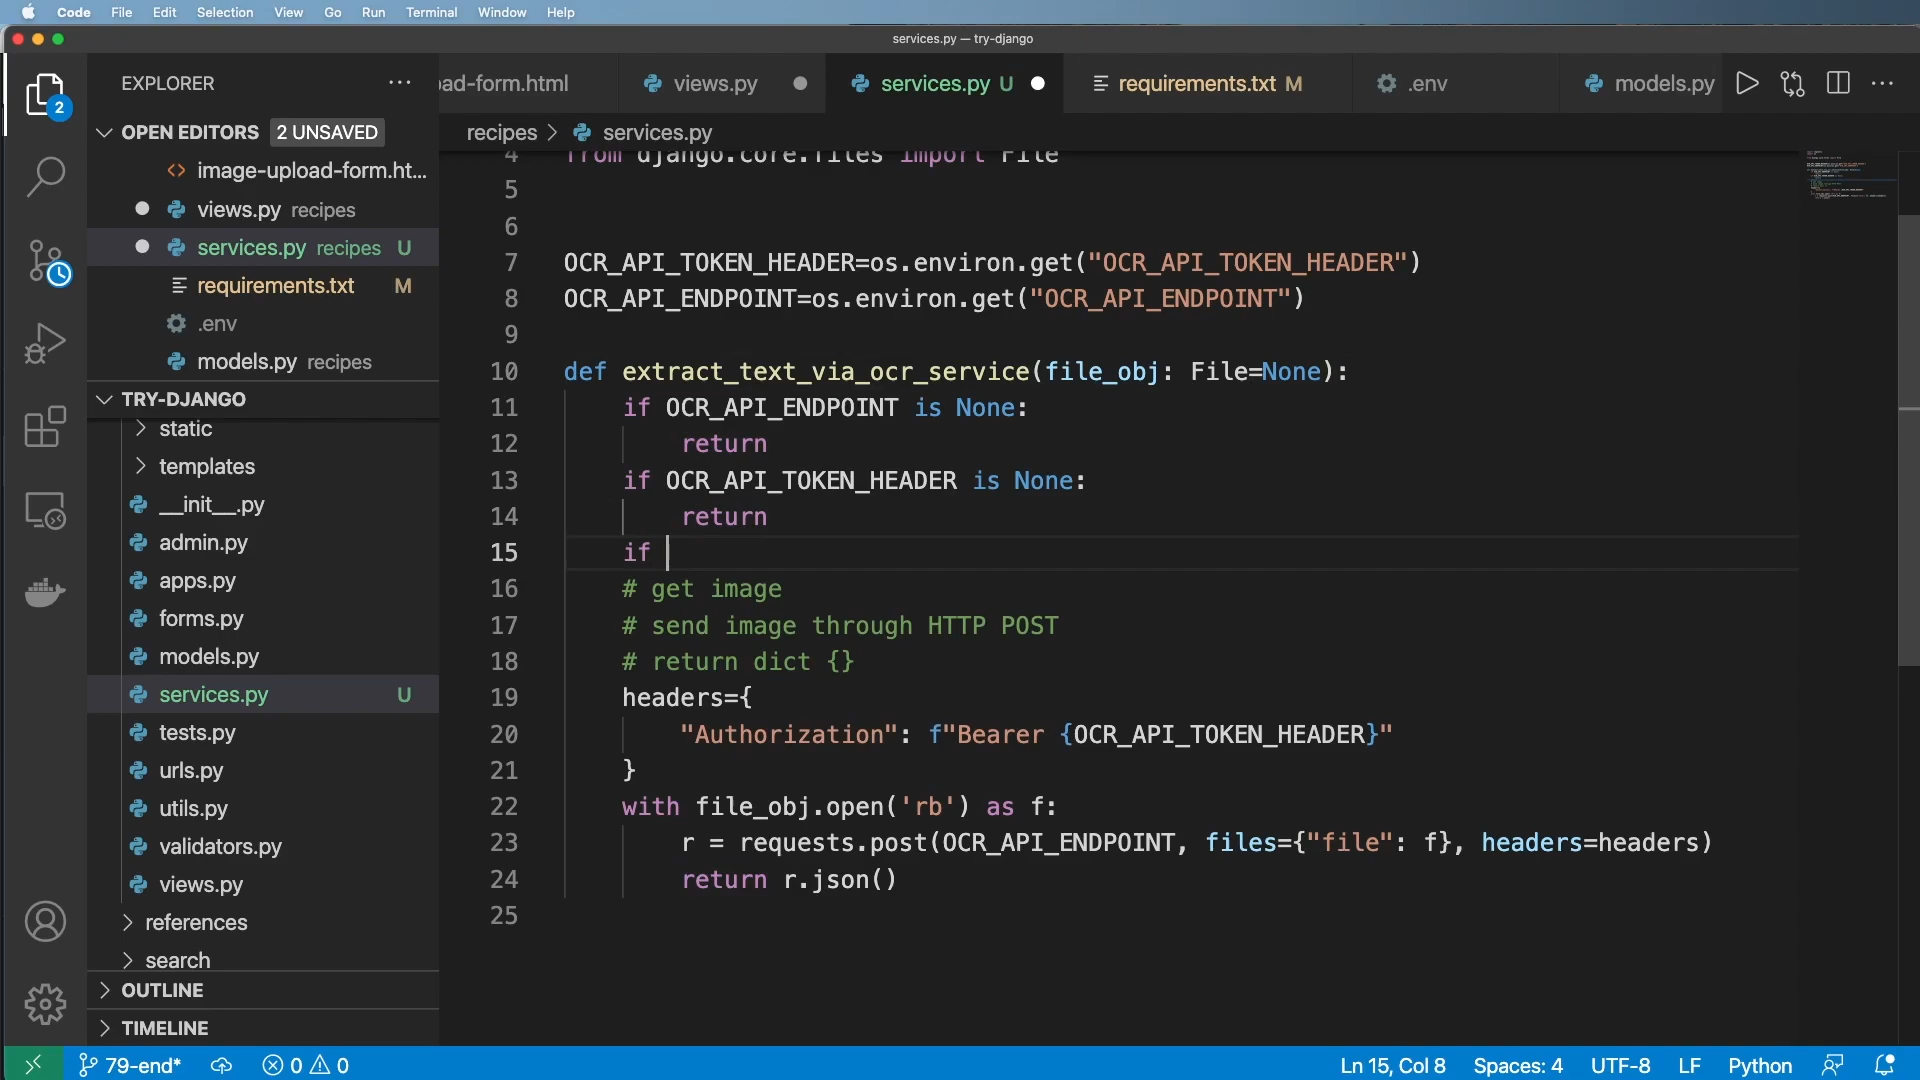 Code File Edit Selection View Go Run Terminal Window Help
services.py — try-django
EXPLORER ···
ad-form.html views.py services.py U requirements.txt M .env models.py ···
2
OPEN EDITORS 2 UNSAVED
recipes > services.py
image-upload-form.ht...
views.py recipes
services.py recipes U
requirements.txt M
.env
models.py recipes
TRY-DJANGO
static
templates
__init__.py
admin.py
apps.py
forms.py
models.py
services.py U
tests.py
urls.py
utils.py
validators.py
views.py
references
search
OUTLINE
TIMELINE
4 from django.core.files import File
5
6
7 OCR_API_TOKEN_HEADER=os.environ.get("OCR_API_TOKEN_HEADER")
8 OCR_API_ENDPOINT=os.environ.get("OCR_API_ENDPOINT")
9
10 def extract_text_via_ocr_service(file_obj: File=None):
11 if OCR_API_ENDPOINT is None:
12 return
13 if OCR_API_TOKEN_HEADER is None:
14 return
15 if
16 # get image
17 # send image through HTTP POST
18 # return dict {}
19 headers={
20 "Authorization": f"Bearer {OCR_API_TOKEN_HEADER}"
21 }
22 with file_obj.open('rb') as f:
23 r = requests.post(OCR_API_ENDPOINT, files={"file": f}, headers=headers)
24 return r.json()
25
79-end* 0 0 Ln 15, Col 8 Spaces: 4 UTF-8 LF Python